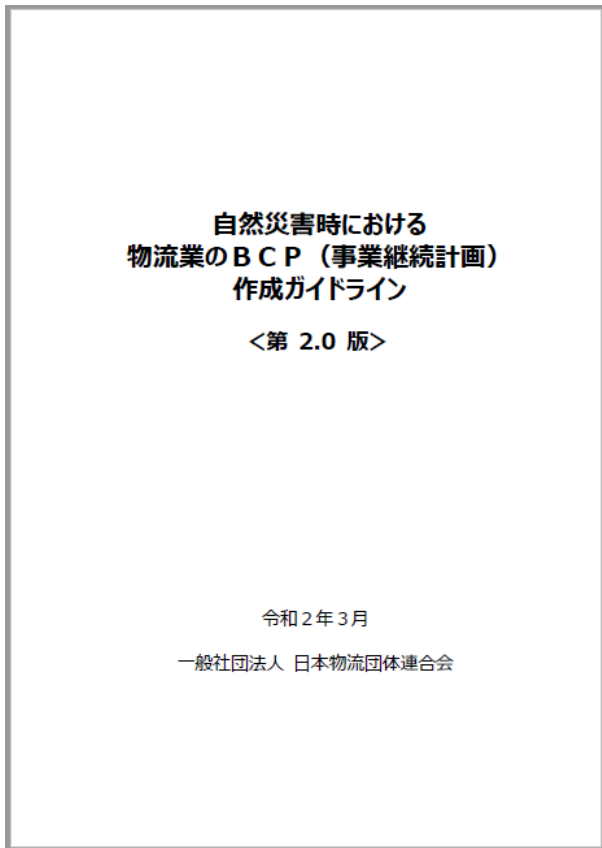 自然災害時における
物流業のＢＣＰ（事業継続計画）
作成ガイドライン
＜第 2.0 版＞
令和２年３月
一般社団法人 日本物流団体連合会